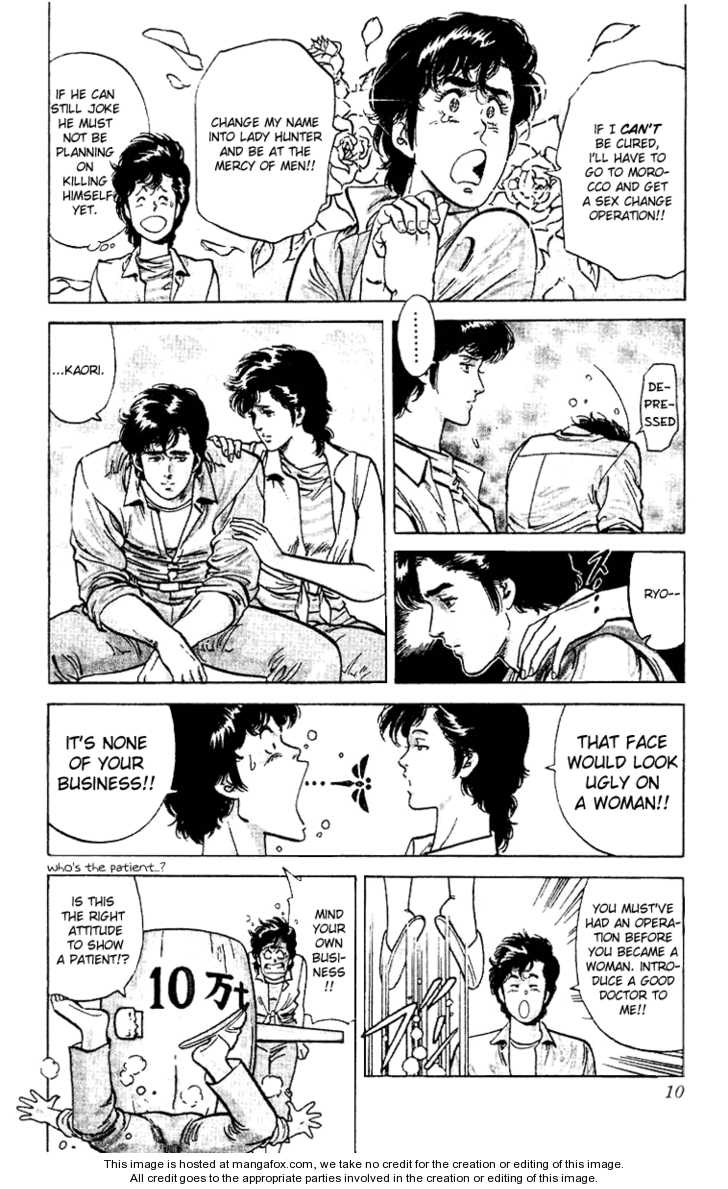 IF I CAN'T
BE CURED,
I'LL HAVE TO
GO TO MORO-
CCO AND GET
A SEX CHANGE
OPERATION!!
CHANGE MY NAME
INTO LADY HUNTER
AND BE AT THE
MERCY OF MEN!!
IF HE CAN
STILL JOKE
HE MUST
NOT BE
PLANNING
ON
KILLING
HIMSELF
YET.
DE-
PRE-
SSED
.........
...KAORI.
RYO--
THAT FACE
WOULD LOOK
UGLY ON
A WOMAN!!
IT'S NONE
OF YOUR
BUSINESS!!
YOU MUST'VE
HAD AN OPERA-
TION BEFORE
YOU BECAME A
WOMAN. INTRO-
DUCE A GOOD
DOCTOR TO
ME!!
who's the patient..?
MIND
YOUR
OWN
BUSI-
NESS
!!
IS THIS
THE RIGHT
ATTITUDE
TO SHOW
A PATIENT!?
10万t
10
This image is hosted at mangafox.com, we take no credit for the creation or editing of this image.
All credit goes to the appropriate parties involved in the creation or editing of this image.